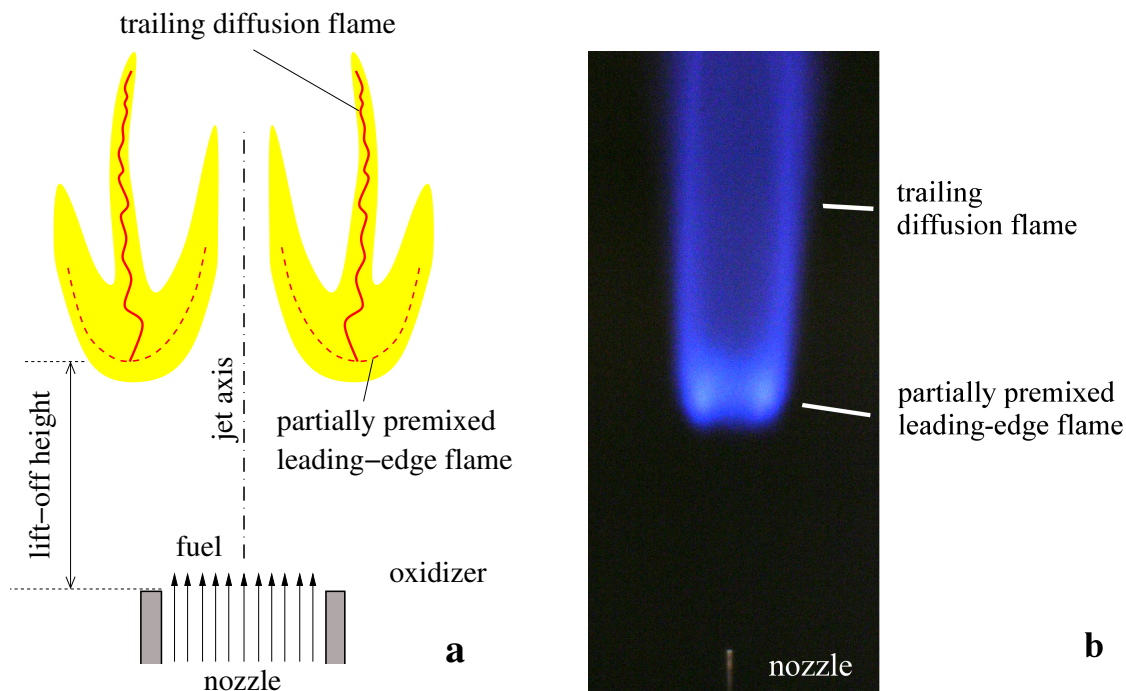 trailing diffusion flame
jet axis
partially premixed
leading−edge flame
lift−off height
fuel
oxidizer
nozzle
a
trailing
diffusion flame
partially premixed
leading-edge flame
nozzle
b